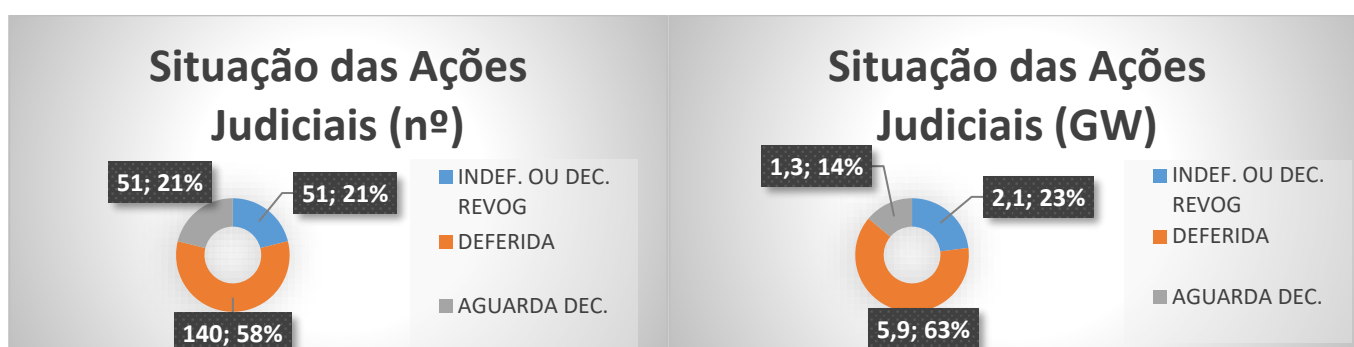 Situação das Ações
Judiciais (nº)
51; 21%
51; 21%
140; 58%
INDEF. OU DEC.
REVOG
DEFERIDA
AGUARDA DEC.
Situação das Ações
Judiciais (GW)
1,3; 14%
2,1; 23%
5,9; 63%
INDEF. OU DEC.
REVOG
DEFERIDA
AGUARDA DEC.